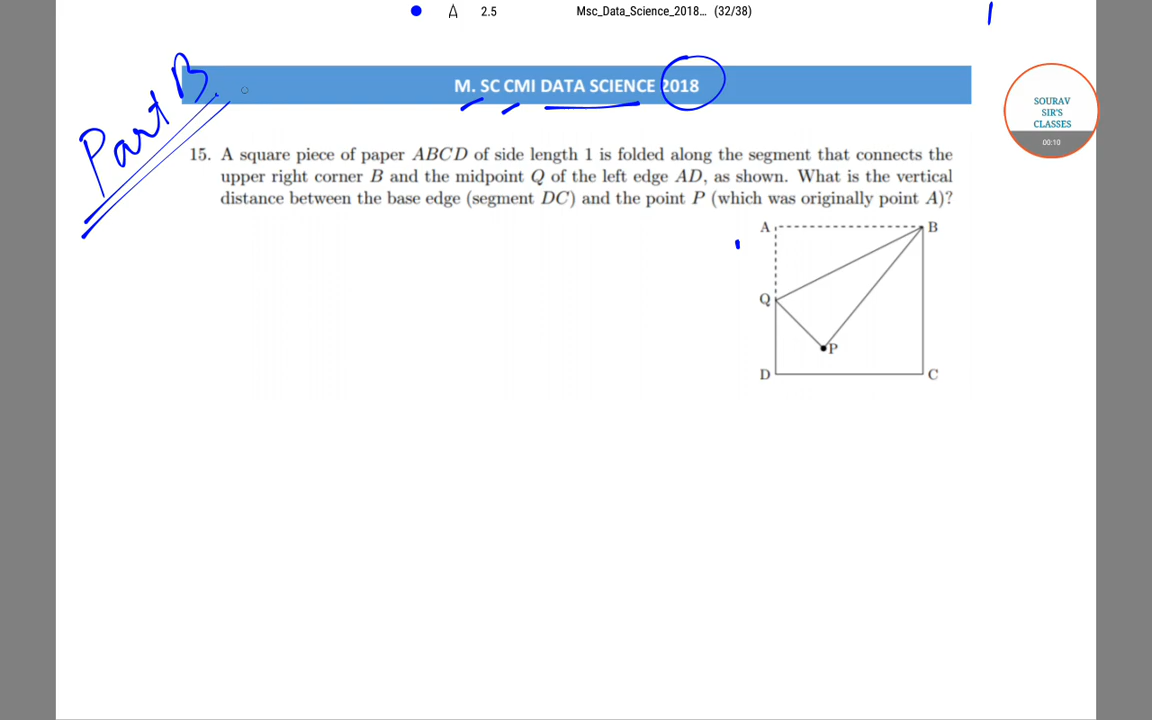 2.5 Msc_Data_Science_2018... (32/38)
M. SC CMI DATA SCIENCE 2018
Part B
SOURAV
SIR'S
CLASSES
00:10
15. A square piece of paper ABCD of side length 1 is folded along the segment that connects the
upper right corner B and the midpoint Q of the left edge AD, as shown. What is the vertical
distance between the base edge (segment DC) and the point P (which was originally point A)?
A B
Q
P
D C